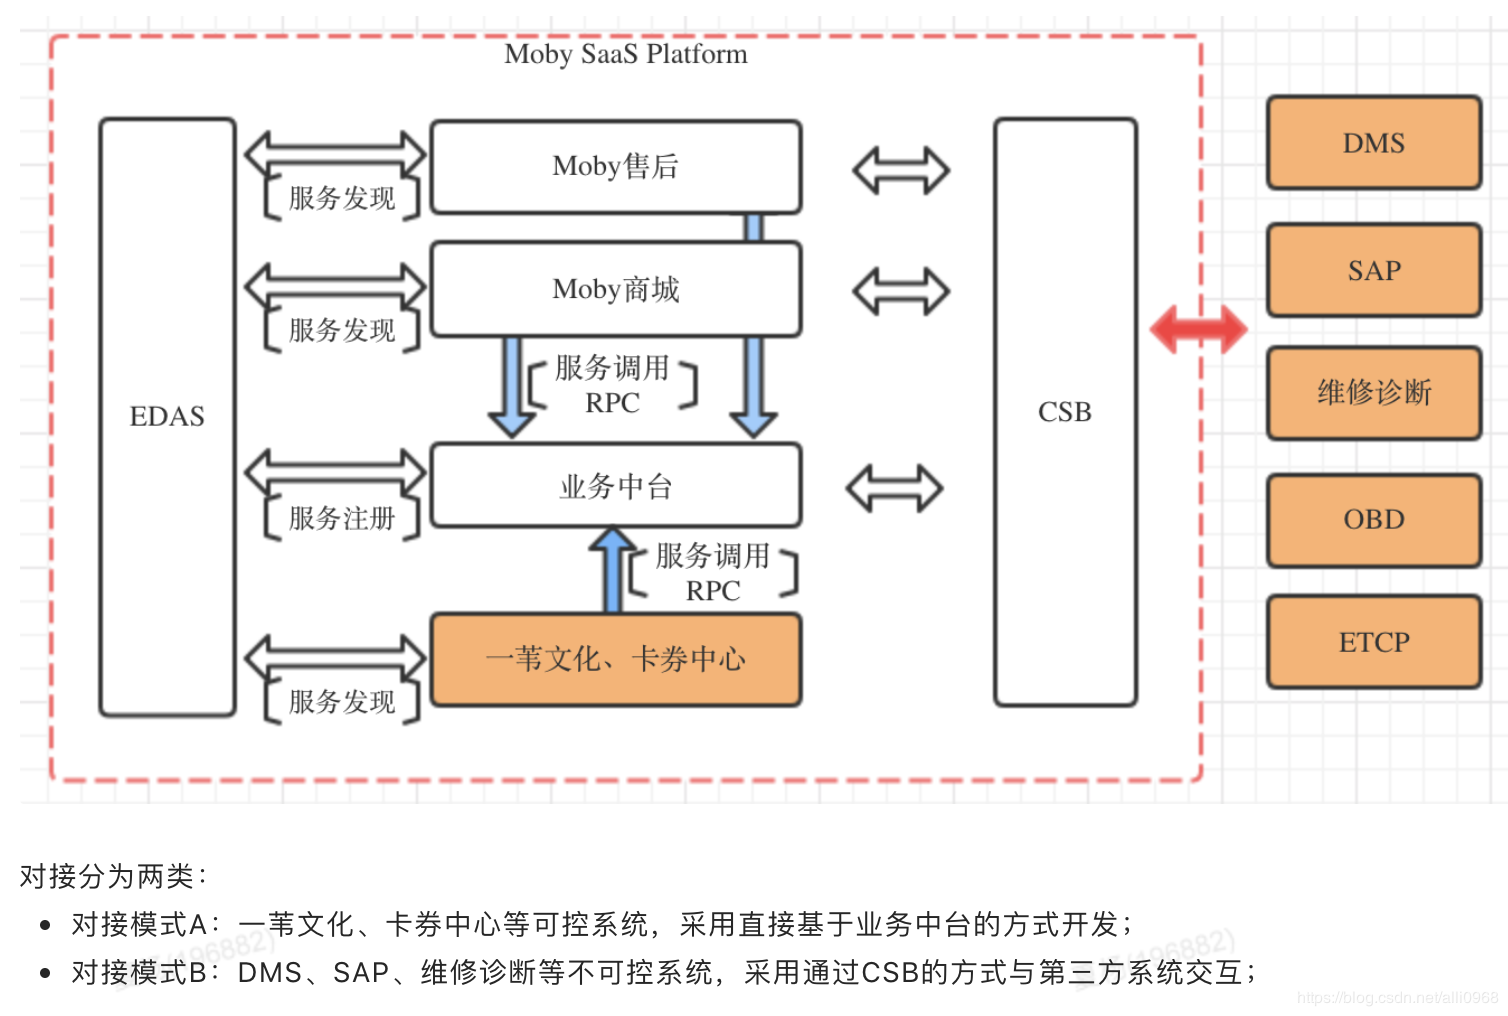 Moby SaaS Platform
Moby售后
服务发现
Moby商城
服务发现
服务调用
RPC
EDAS
业务中台
服务注册
服务调用
RPC
一苇文化、卡券中心
服务发现
CSB
DMS
SAP
维修诊断
OBD
ETCP
对接分为两类：
• 对接模式A：一苇文化、卡券中心等可控系统，采用直接基于业务中台的方式开发；
• 对接模式B：DMS、SAP、维修诊断等不可控系统，采用通过CSB的方式与第三方系统交互；
https://blog.csdn.net/alli0968